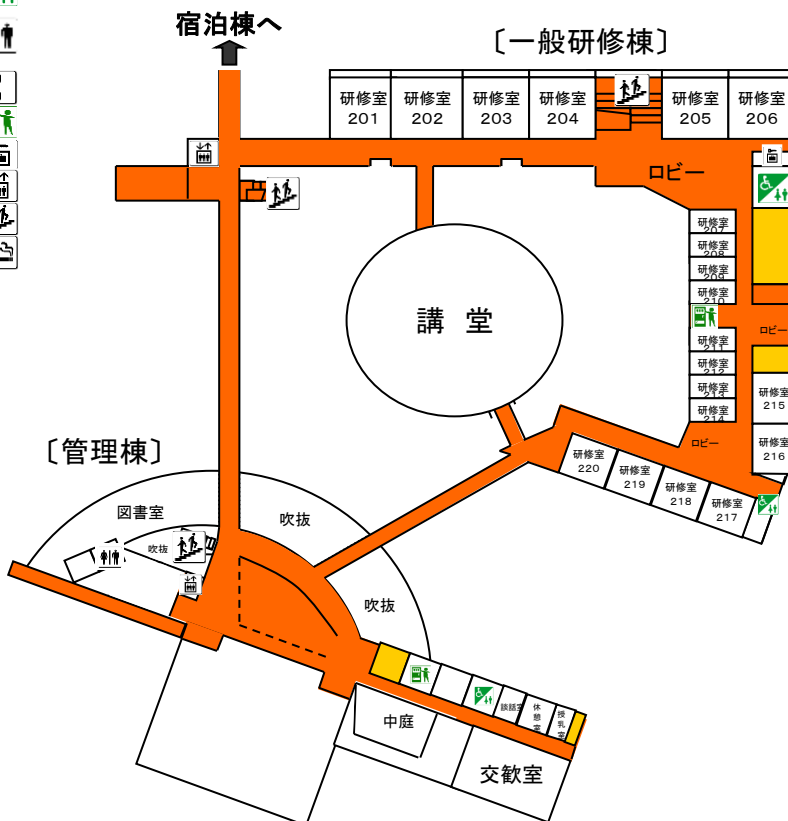 宿泊棟へ
〔一般研修棟〕
研修室
201
研修室
202
研修室
203
研修室
204
研修室
205
研修室
206
ロビー
研修室
207
研修室
208
研修室
209
研修室
210
ロビー
研修室
211
研修室
212
研修室
213
研修室
214
研修室
215
研修室
216
ロビー
講堂
研修室
220
研修室
219
研修室
218
研修室
217
〔管理棟〕
図書室
吹抜
吹抜
吹抜
談話室
休憩室
授乳室
中庭
交歓室